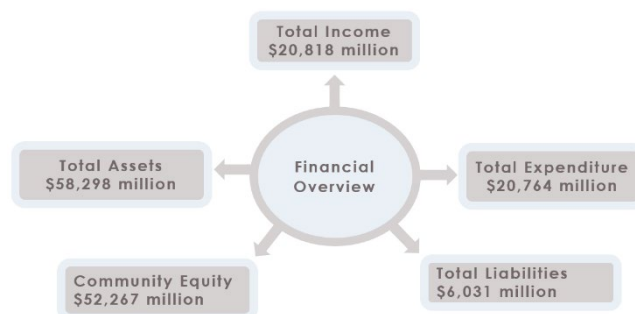 Total Income
$20,818 million
Total Assets
$58,298 million
Financial
Overview
Total Expenditure
$20,764 million
Community Equity
$52,267 million
Total Liabilities
$6,031 million